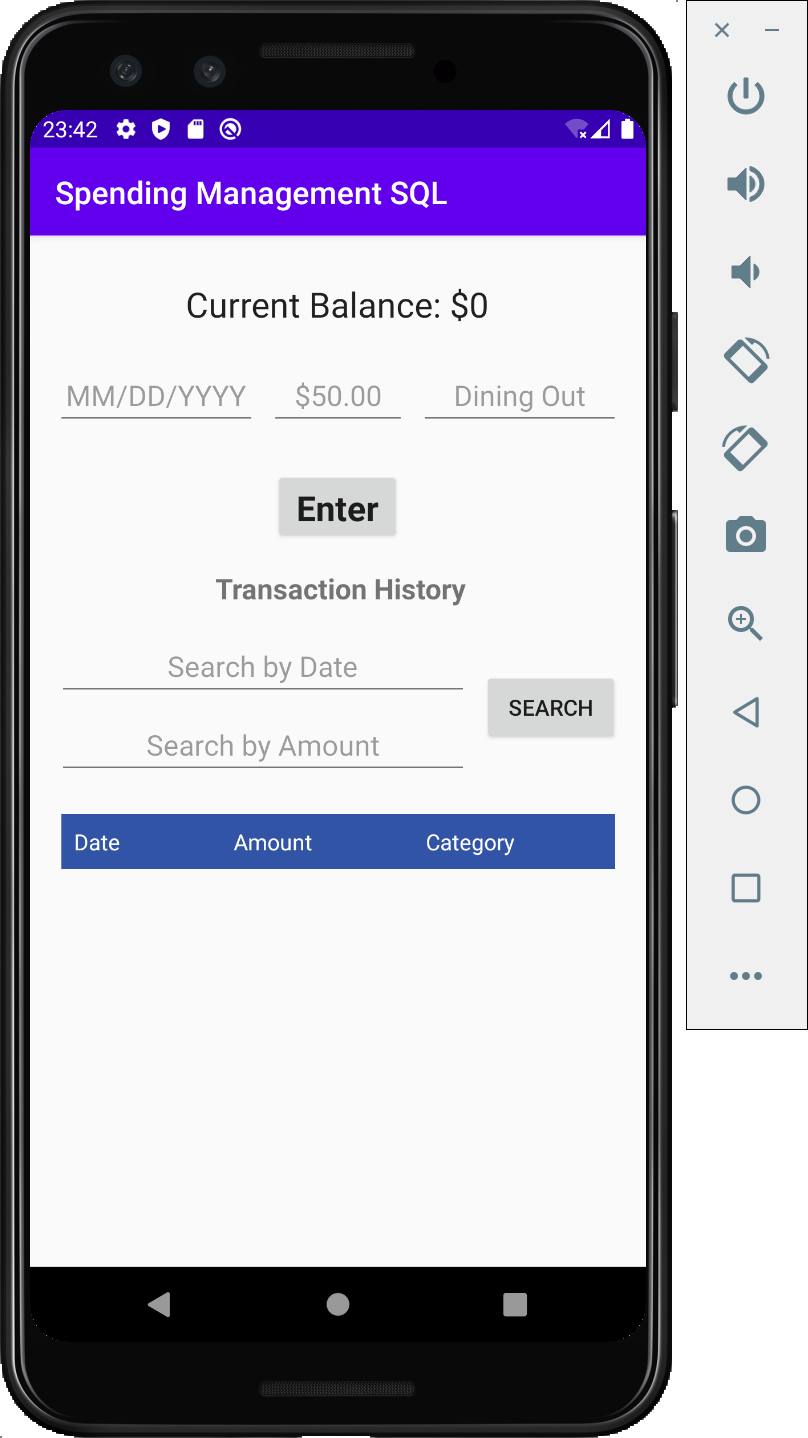 23:42
Spending Management SQL
Current Balance: $0
MM/DD/YYYY $50.00 Dining Out
Enter
Transaction History
Search by Date
SEARCH
Search by Amount
Date Amount Category